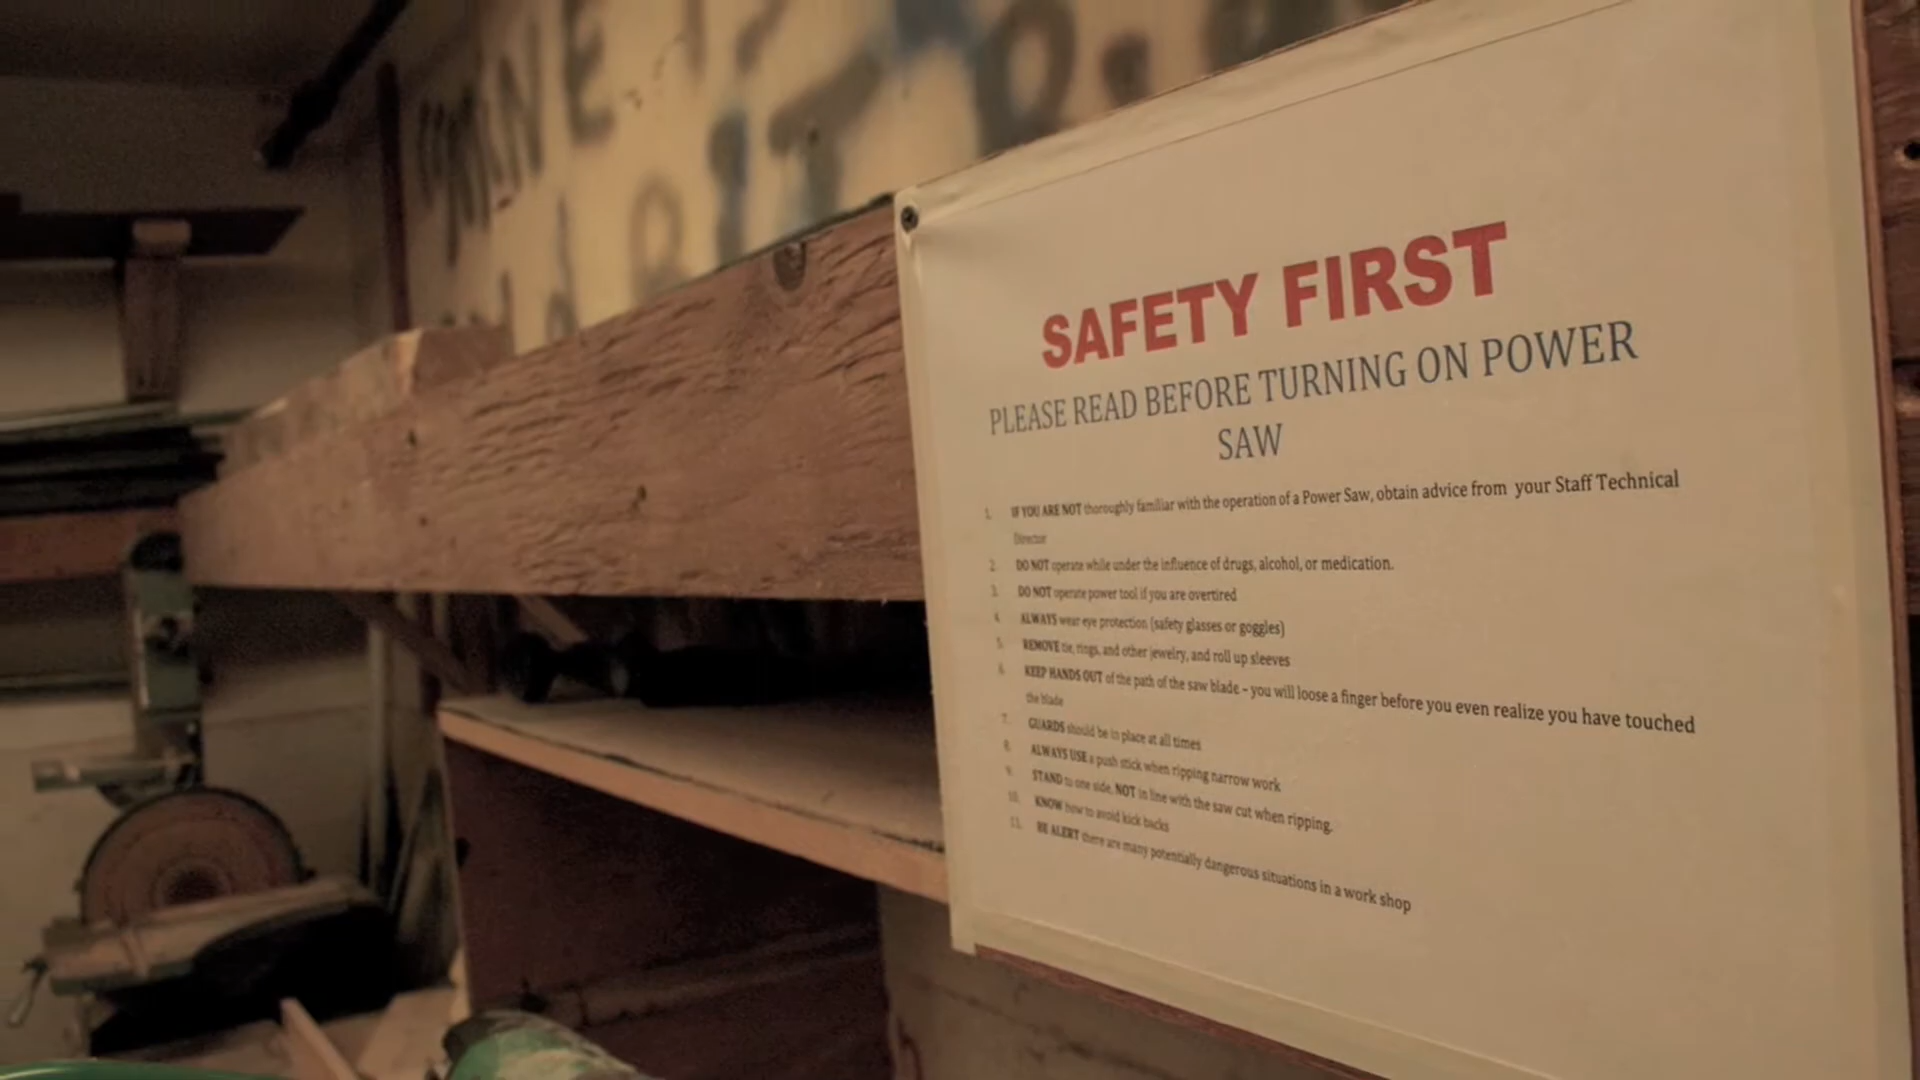 SAFETY FIRST
PLEASE READ BEFORE TURNING ON POWER
SAW
1. IF YOU ARE NOT thoroughly familiar with the operation of a Power Saw, obtain advice from your Staff Technical
Director
2. DO NOT operate while under the influence of drugs, alcohol, or medication.
3. DO NOT operate power tool if you are overtired
4. ALWAYS wear eye protection (safety glasses or goggles)
5. REMOVE tie, rings, and other jewelry, and roll up sleeves
6. KEEP HANDS OUT of the path of the saw blade – you will loose a finger before you even realize you have touched
the blade
7. GUARDS should be in place at all times
8. ALWAYS USE a push stick when ripping narrow work
9. STAND to one side, NOT in line with the saw cut when ripping.
10. KNOW how to avoid kick backs
11. BE ALERT there are many potentially dangerous situations in a work shop